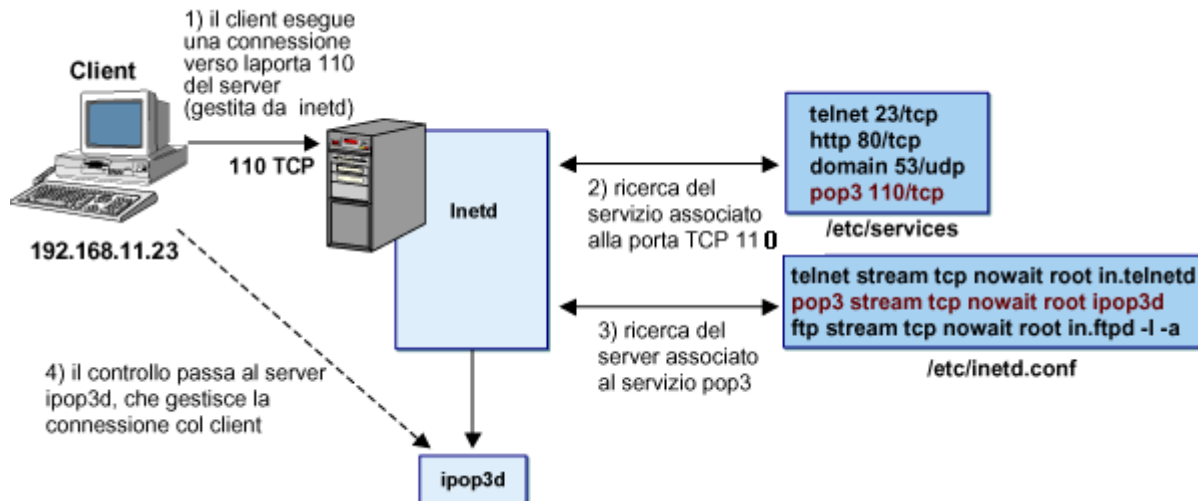 1) il client esegue
una connessione
verso laporta 110
del server
(gestita da inetd)
Client
110 TCP
192.168.11.23
Inetd
2) ricerca del
servizio associato
alla porta TCP 110
telnet 23/tcp
http 80/tcp
domain 53/udp
pop3 110/tcp
/etc/services
telnet stream tcp nowait root in.telnetd
pop3 stream tcp nowait root ipop3d
ftp stream tcp nowait root in.ftpd -l -a
/etc/inetd.conf
3) ricerca del
server associato
al servizio pop3
4) il controllo passa al server
ipop3d, che gestisce la
connessione col client
ipop3d